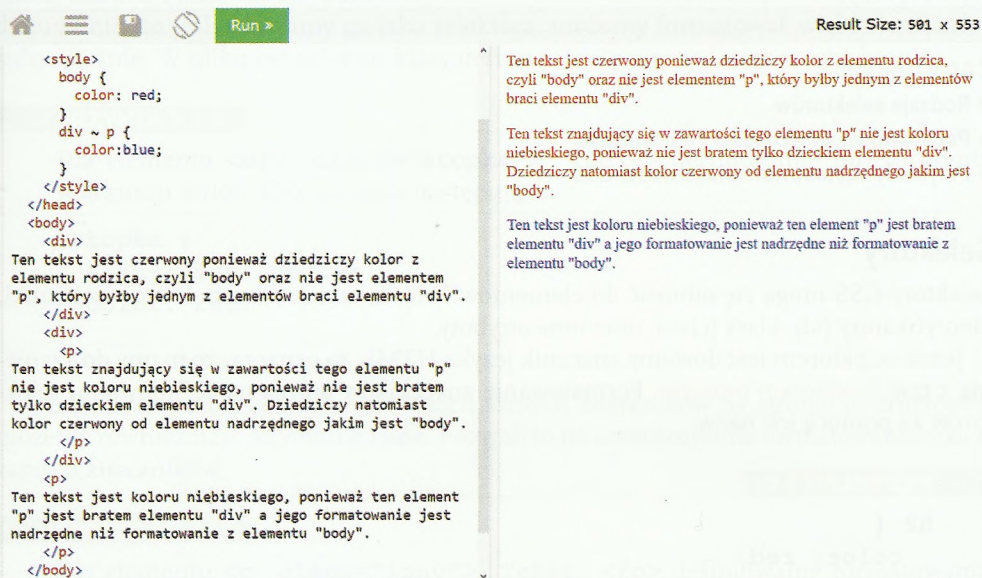 Run »
Result Size: 501 x 553
<style>
body {
color: red;
}
div ~ p {
color:blue;
}
</style>
</head>
<body>
<div>
Ten tekst jest czerwony ponieważ dziedziczy kolor z
elementu rodzica, czyli "body" oraz nie jest elementem
"p", który byłby jednym z elementów braci elementu "div".
</div>
<div>
<p>
Ten tekst znajdujący się w zawartości tego elementu "p"
nie jest koloru niebieskiego, ponieważ nie jest bratem
tylko dzieckiem elementu "div". Dziedziczy natomiast
kolor czerwony od elementu nadrzędnego jakim jest "body".
</p>
</div>
<p>
Ten tekst jest koloru niebieskiego, ponieważ ten element
"p" jest bratem elementu "div" a jego formatowanie jest
nadrzędne niż formatowanie z elementu "body".
</p>
</body>
Ten tekst jest czerwony ponieważ dziedziczy kolor z elementu rodzica,
czyli "body" oraz nie jest elementem "p", który byłby jednym z elementów
braci elementu "div".
Ten tekst znajdujący się w zawartości tego elementu "p" nie jest koloru
niebieskiego, ponieważ nie jest bratem tylko dzieckiem elementu "div".
Dziedziczy natomiast kolor czerwony od elementu nadrzędnego jakim jest
"body".
Ten tekst jest koloru niebieskiego, ponieważ ten element "p" jest bratem
elementu "div" a jego formatowanie jest nadrzędne niż formatowanie z
elementu "body".